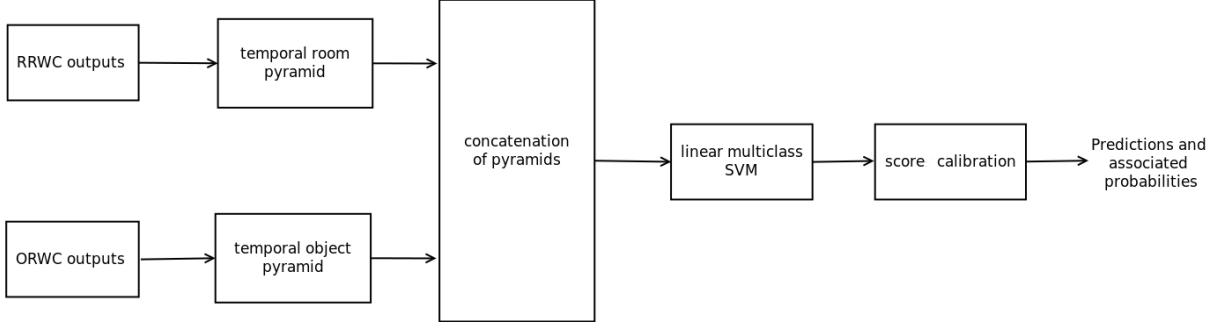 RRWC outputs
temporal room
pyramid
ORWC outputs
temporal object
pyramid
concatenation
of pyramids
linear multiclass
SVM
score calibration
Predictions and
associated
probabilities